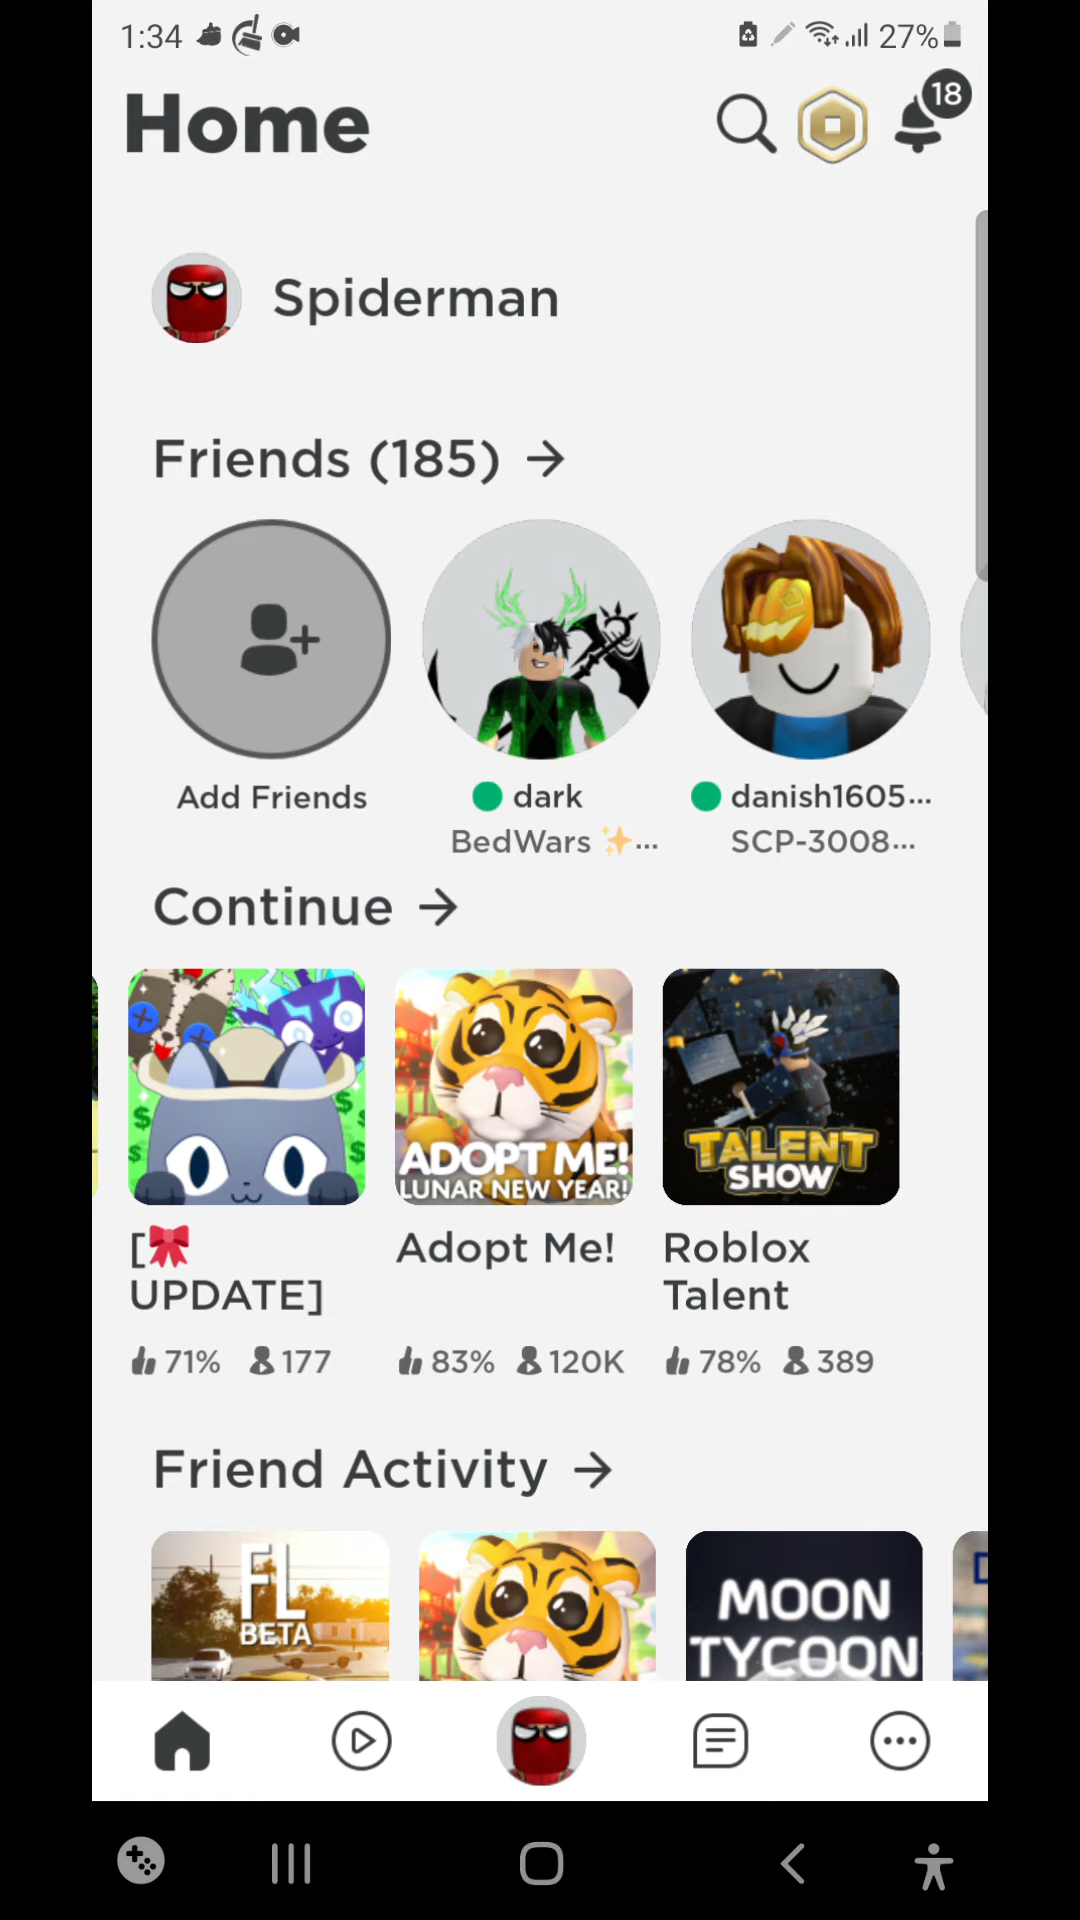 1:34
27%
Home
18
Spiderman
Friends (185) →
Add Friends
dark
BedWars ✨...
danish1605...
SCP-3008...
Continue →
ADOPT ME!
LUNAR NEW YEAR!
TALENT
SHOW
[🎀
UPDATE]
Adopt Me!
Roblox
Talent
71% 177
83% 120K
78% 389
Friend Activity →
FL
BETA
MOON
TYCOON